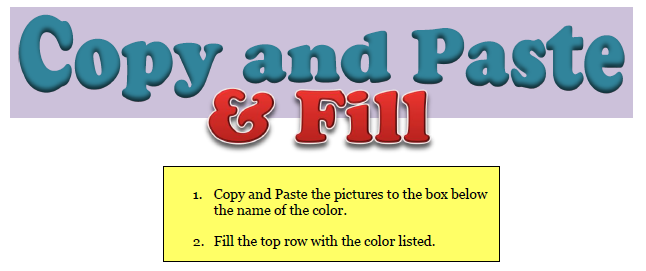 Copy and Paste
& Fill
1. Copy and Paste the pictures to the box below
the name of the color.
2. Fill the top row with the color listed.